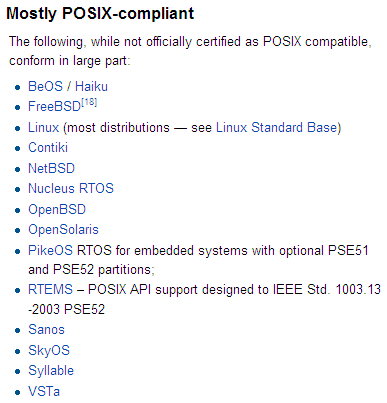 Mostly POSIX-compliant
The following, while not officially certified as POSIX compatible,
conform in large part:
BeOS / Haiku
FreeBSD[18]
Linux (most distributions — see Linux Standard Base)
Contiki
NetBSD
Nucleus RTOS
OpenBSD
OpenSolaris
PikeOS RTOS for embedded systems with optional PSE51
and PSE52 partitions;
RTEMS – POSIX API support designed to IEEE Std. 1003.13
-2003 PSE52
Sanos
SkyOS
Syllable
VSTa